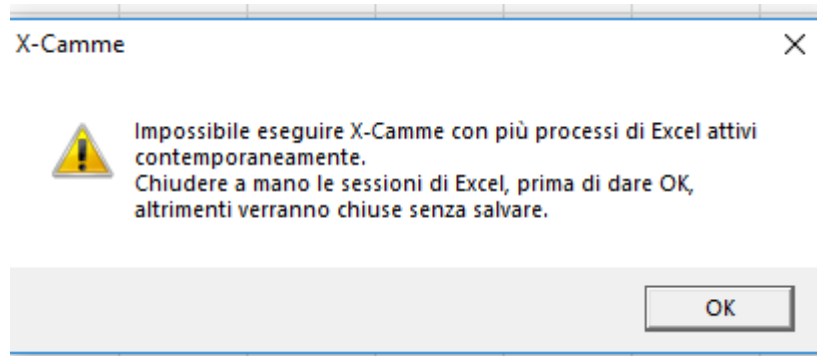 X-Camme
Impossibile eseguire X-Camme con più processi di Excel attivi
contemporaneamente.
Chiudere a mano le sessioni di Excel, prima di dare OK,
altrimenti verranno chiuse senza salvare.
OK